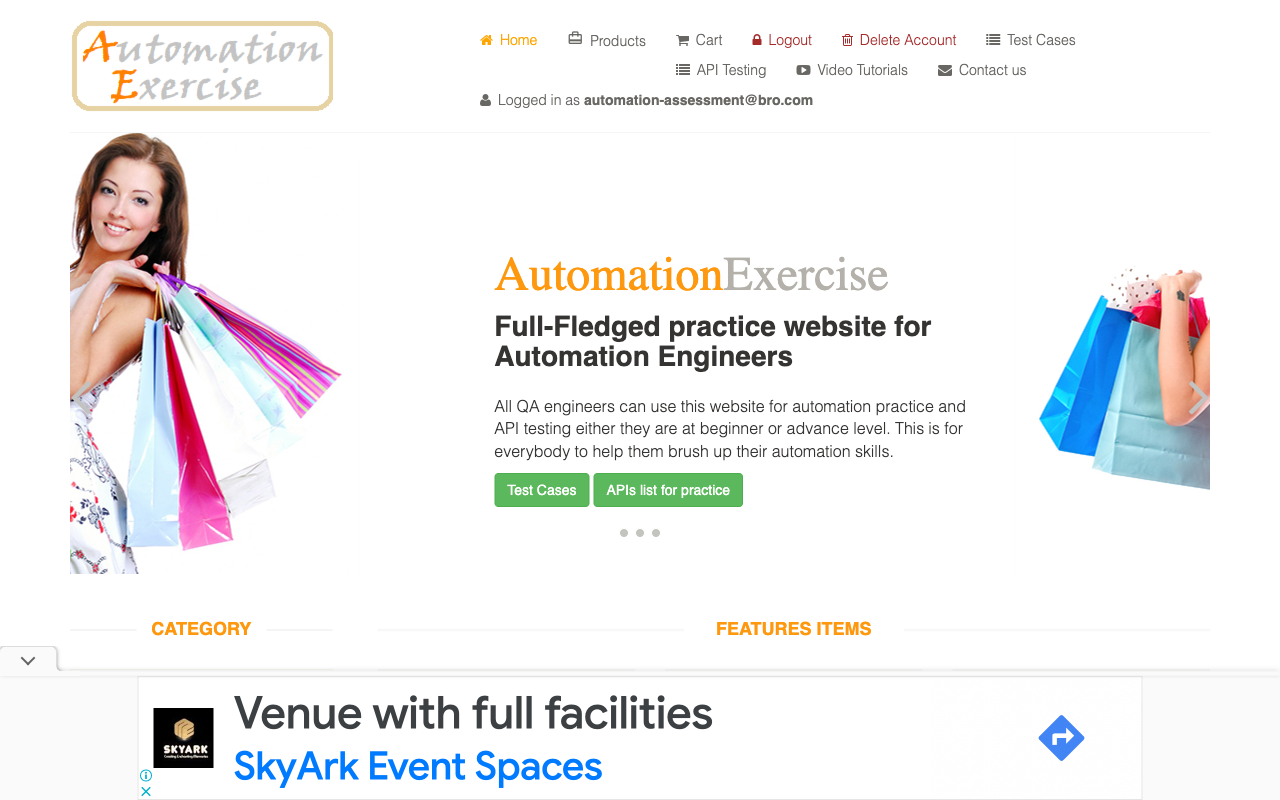 Automation
Exercise
Home Products Cart Logout Delete Account Test Cases
API Testing Video Tutorials Contact us
Logged in as automation-assessment@bro.com
AutomationExercise
Full-Fledged practice website for
Automation Engineers
All QA engineers can use this website for automation practice and
API testing either they are at beginner or advance level. This is for
everybody to help them brush up their automation skills.
Test Cases APIs list for practice
CATEGORY FEATURES ITEMS
Venue with full facilities
SkyArk Event Spaces
SKYARK